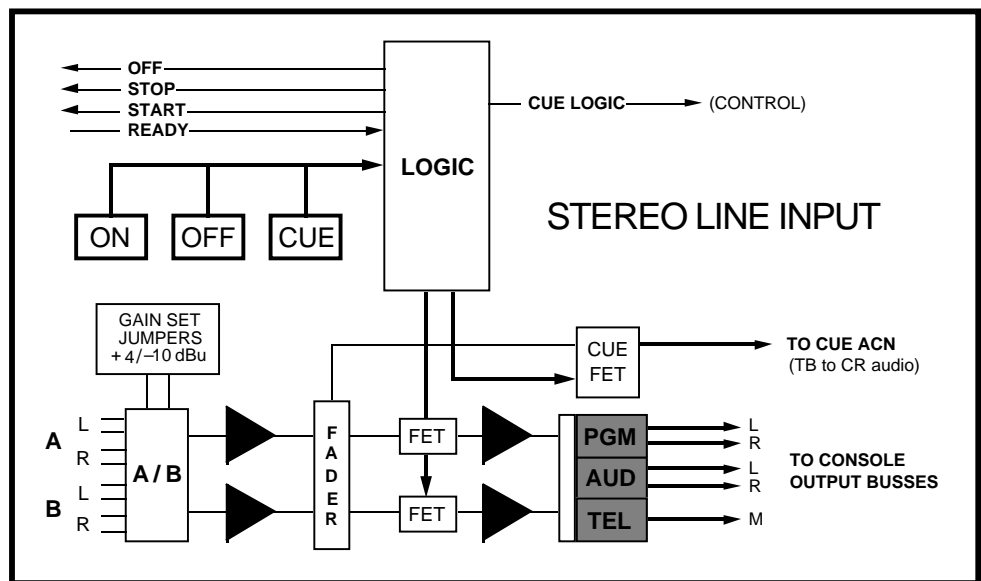 OFF
STOP
START
READY
LOGIC
CUE LOGIC (CONTROL)
ON OFF CUE
STEREO LINE INPUT
GAIN SET
JUMPERS
+4/–10 dBu
CUE
FET
TO CUE ACN
(TB to CR audio)
A
L
R
B
L
R
A/B
FADER
FET
FET
PGM
AUD
TEL
L
R
L
R
M
TO CONSOLE
OUTPUT BUSSES